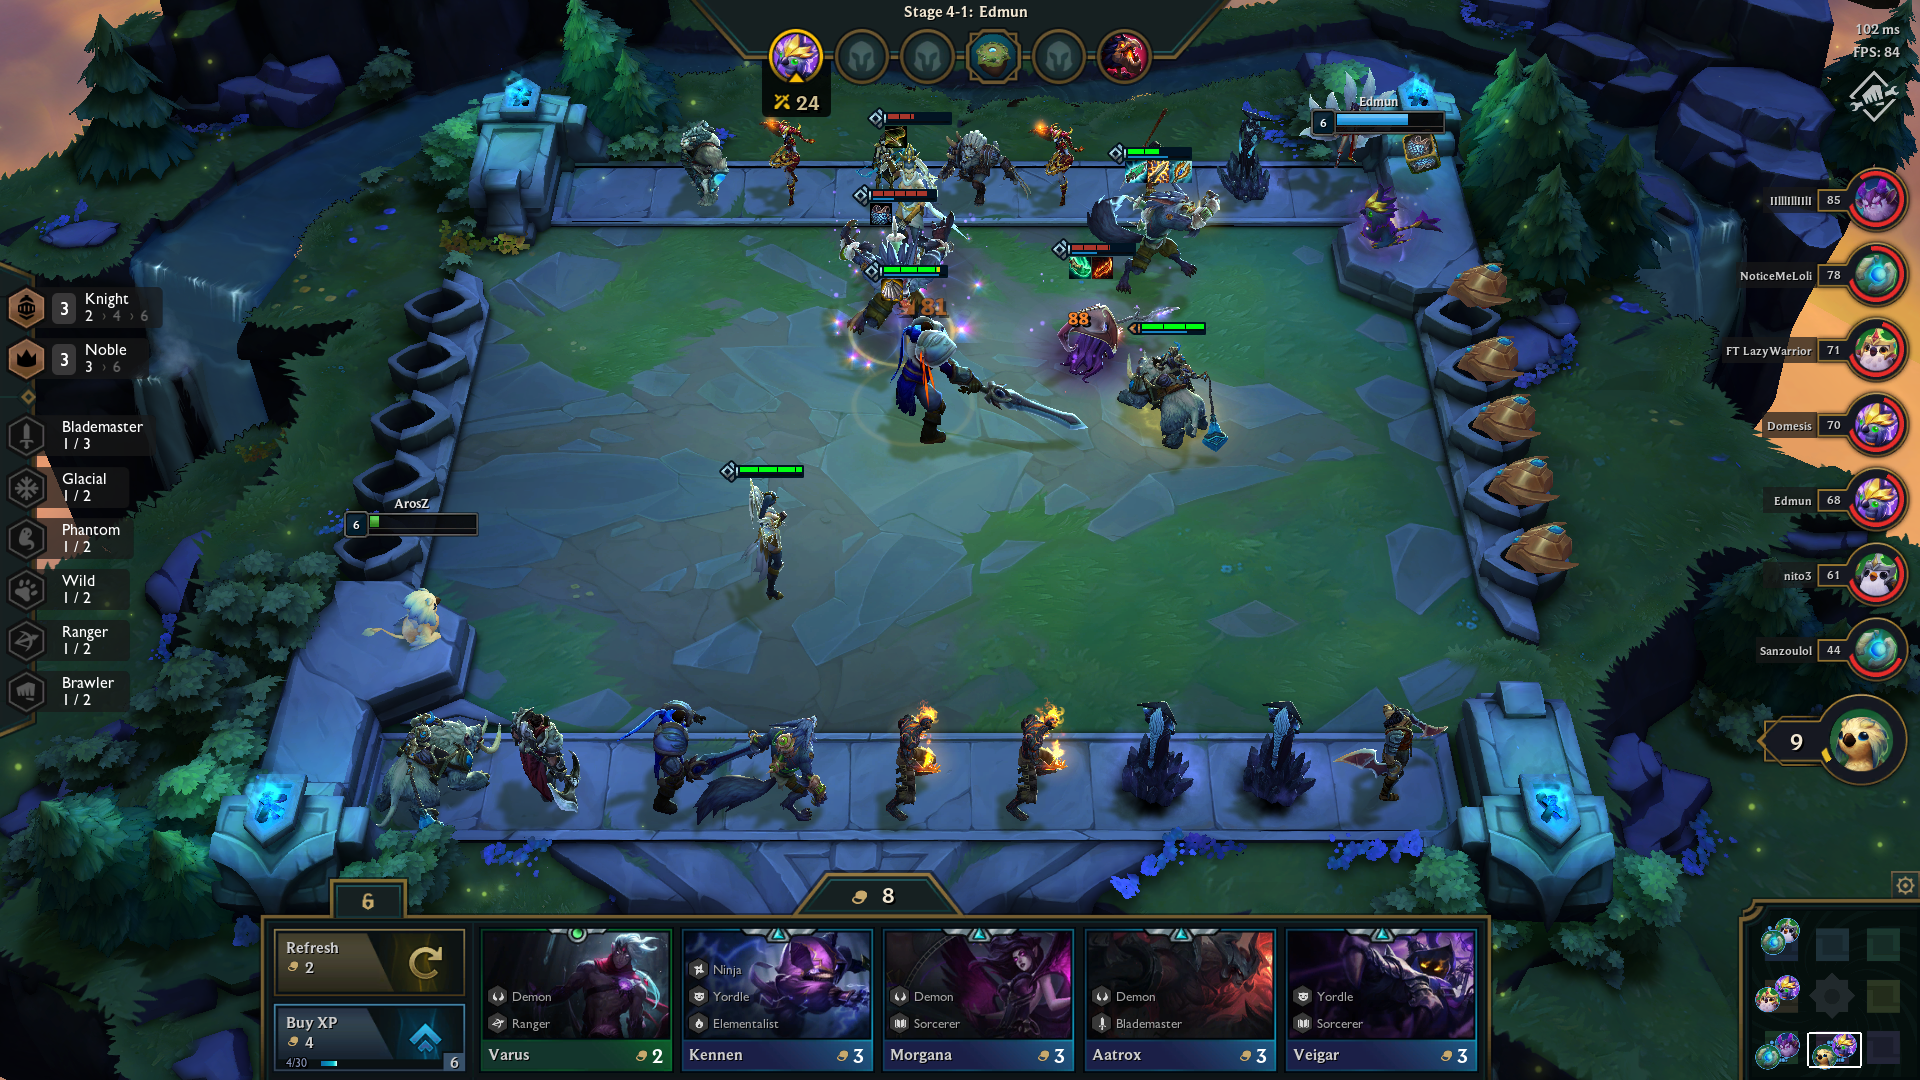 Stage 4-1: Edmun
102 ms
FPS: 84
24
Edmun
6
IIllIIllIIll 85
NoticeMeLoli 78
FT LazyWarrior 71
Domesis 70
Edmun 68
nito3 61
Sanzoulol 44
9
3 Knight
2 › 4 › 6
3 Noble
3 › 6
Blademaster
1 / 3
Glacial
1 / 2
Phantom
1 / 2
Wild
1 / 2
Ranger
1 / 2
Brawler
1 / 2
81
88
ArosZ
6
6
8
Refresh
2
Buy XP
4
4/30
6
Demon
Ranger
Varus 2
Ninja
Yordle
Elementalist
Kennen 3
Demon
Sorcerer
Morgana 3
Demon
Blademaster
Aatrox 3
Yordle
Sorcerer
Veigar 3